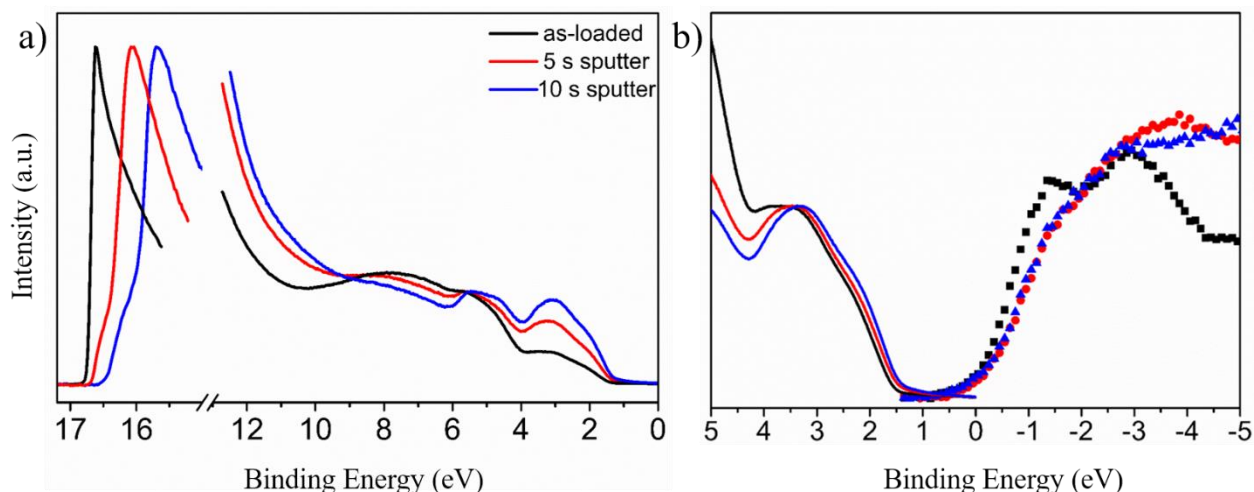 a)
as-loaded
5 s sputter
10 s sputter
Intensity (a.u.)
17 16 12 10 8 6 4 2 0
Binding Energy (eV)
b)
5 4 3 2 1 0 -1 -2 -3 -4 -5
Binding Energy (eV)